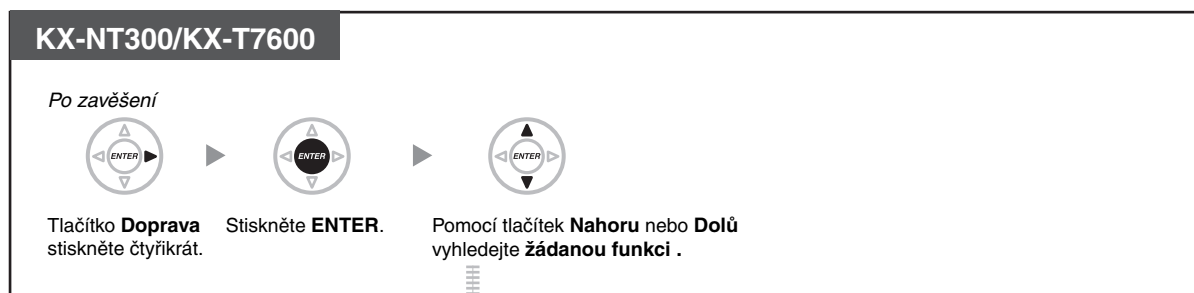 KX-NT300/KX-T7600
Po zavěšení
ENTER ENTER ENTER
Tlačítko Doprava
stiskněte čtyřikrát.
Stiskněte ENTER.
Pomocí tlačítek Nahoru nebo Dolů
vyhledejte žádanou funkci .